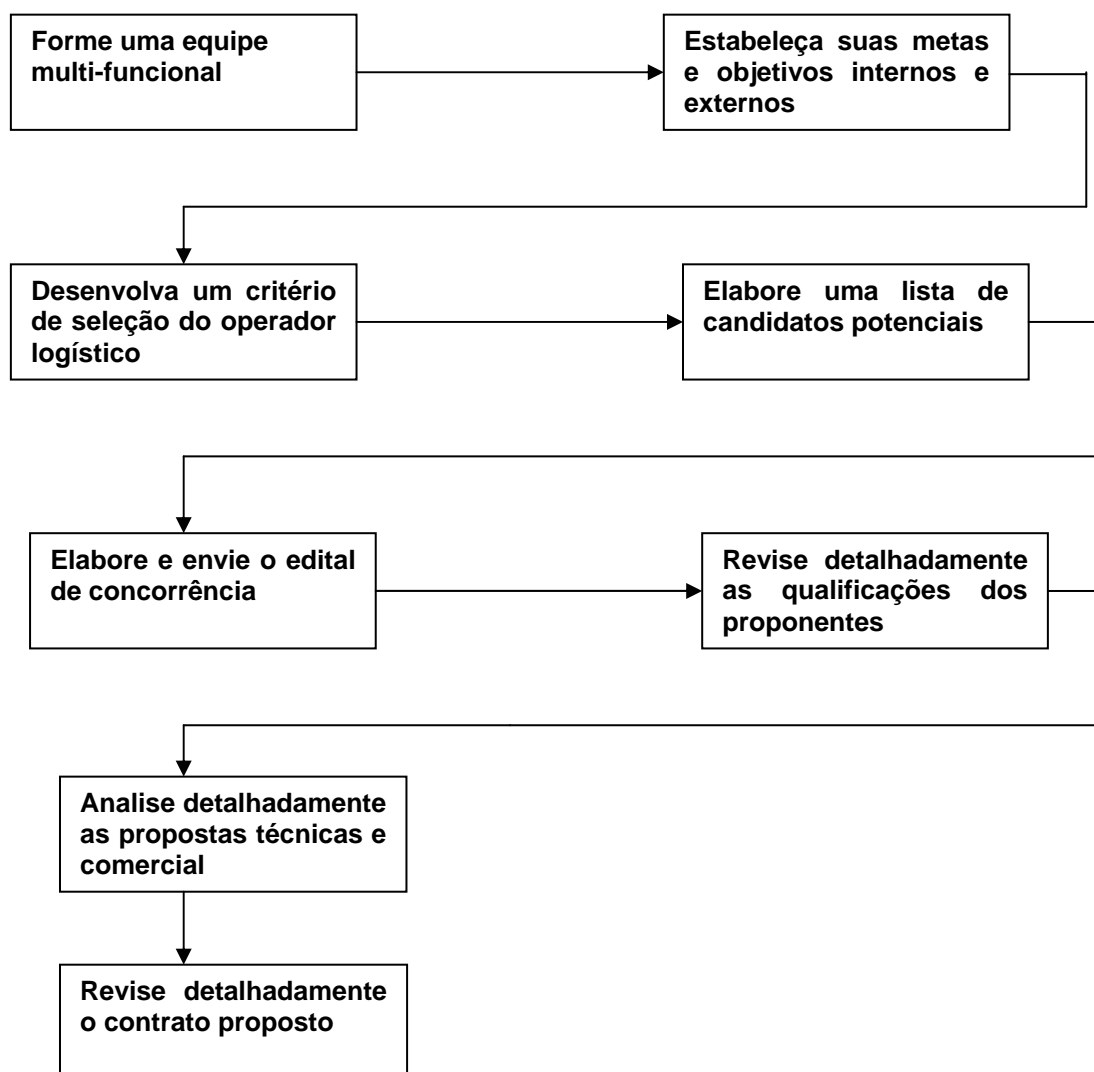 Forme uma equipe
multi-funcional
Estabeleça suas metas
e objetivos internos e
externos
Desenvolva um critério
de seleção do operador
logístico
Elabore uma lista de
candidatos potenciais
Elabore e envie o edital
de concorrência
Revise detalhadamente
as qualificações dos
proponentes
Analise detalhadamente
as propostas técnicas e
comercial
Revise detalhadamente
o contrato proposto